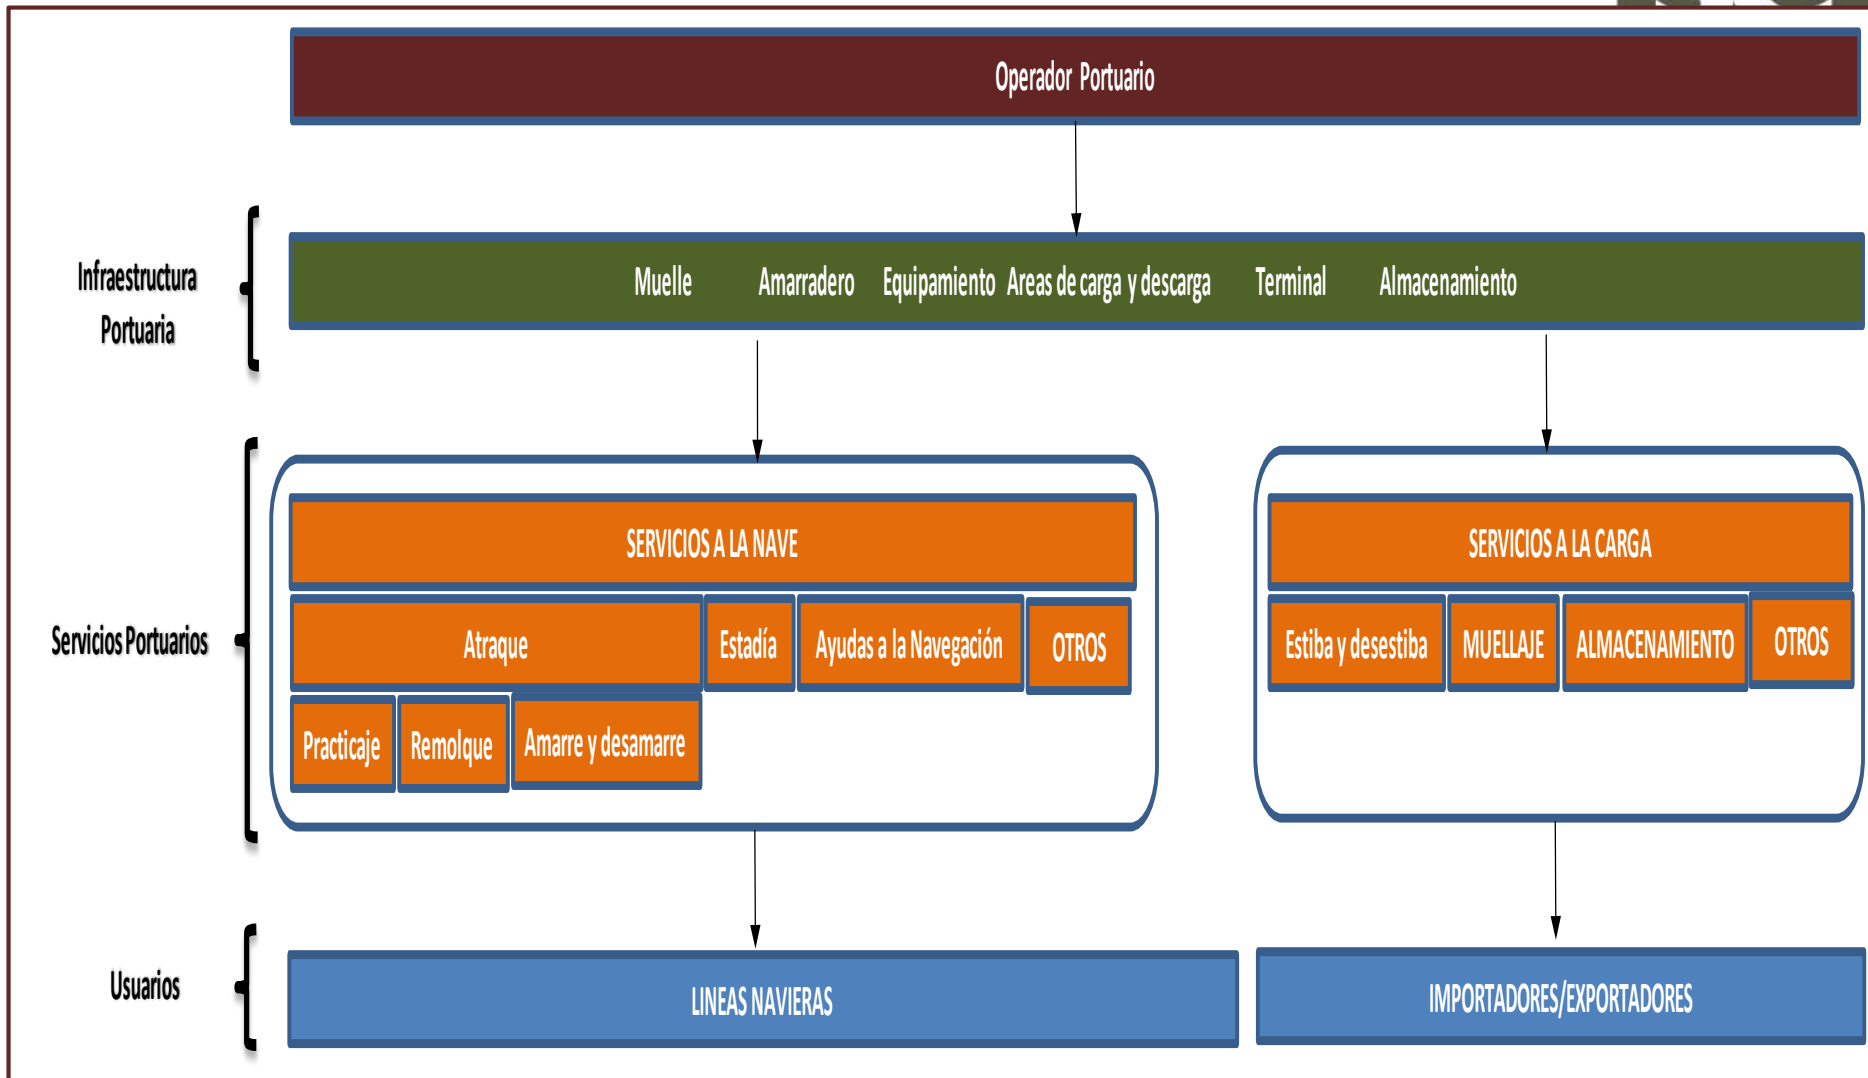 Operador Portuario
Infraestructura
Portuaria
Muelle Amarradero Equipamiento Areas de carga y descarga Terminal Almacenamiento
Servicios Portuarios
SERVICIOS A LA NAVE
Atraque Estadía Ayudas a la Navegación OTROS
Practicaje Remolque Amarre y desamarre
SERVICIOS A LA CARGA
Estiba y desestiba MUELLAJE ALMACENAMIENTO OTROS
Usuarios
LINEAS NAVIERAS
IMPORTADORES/EXPORTADORES